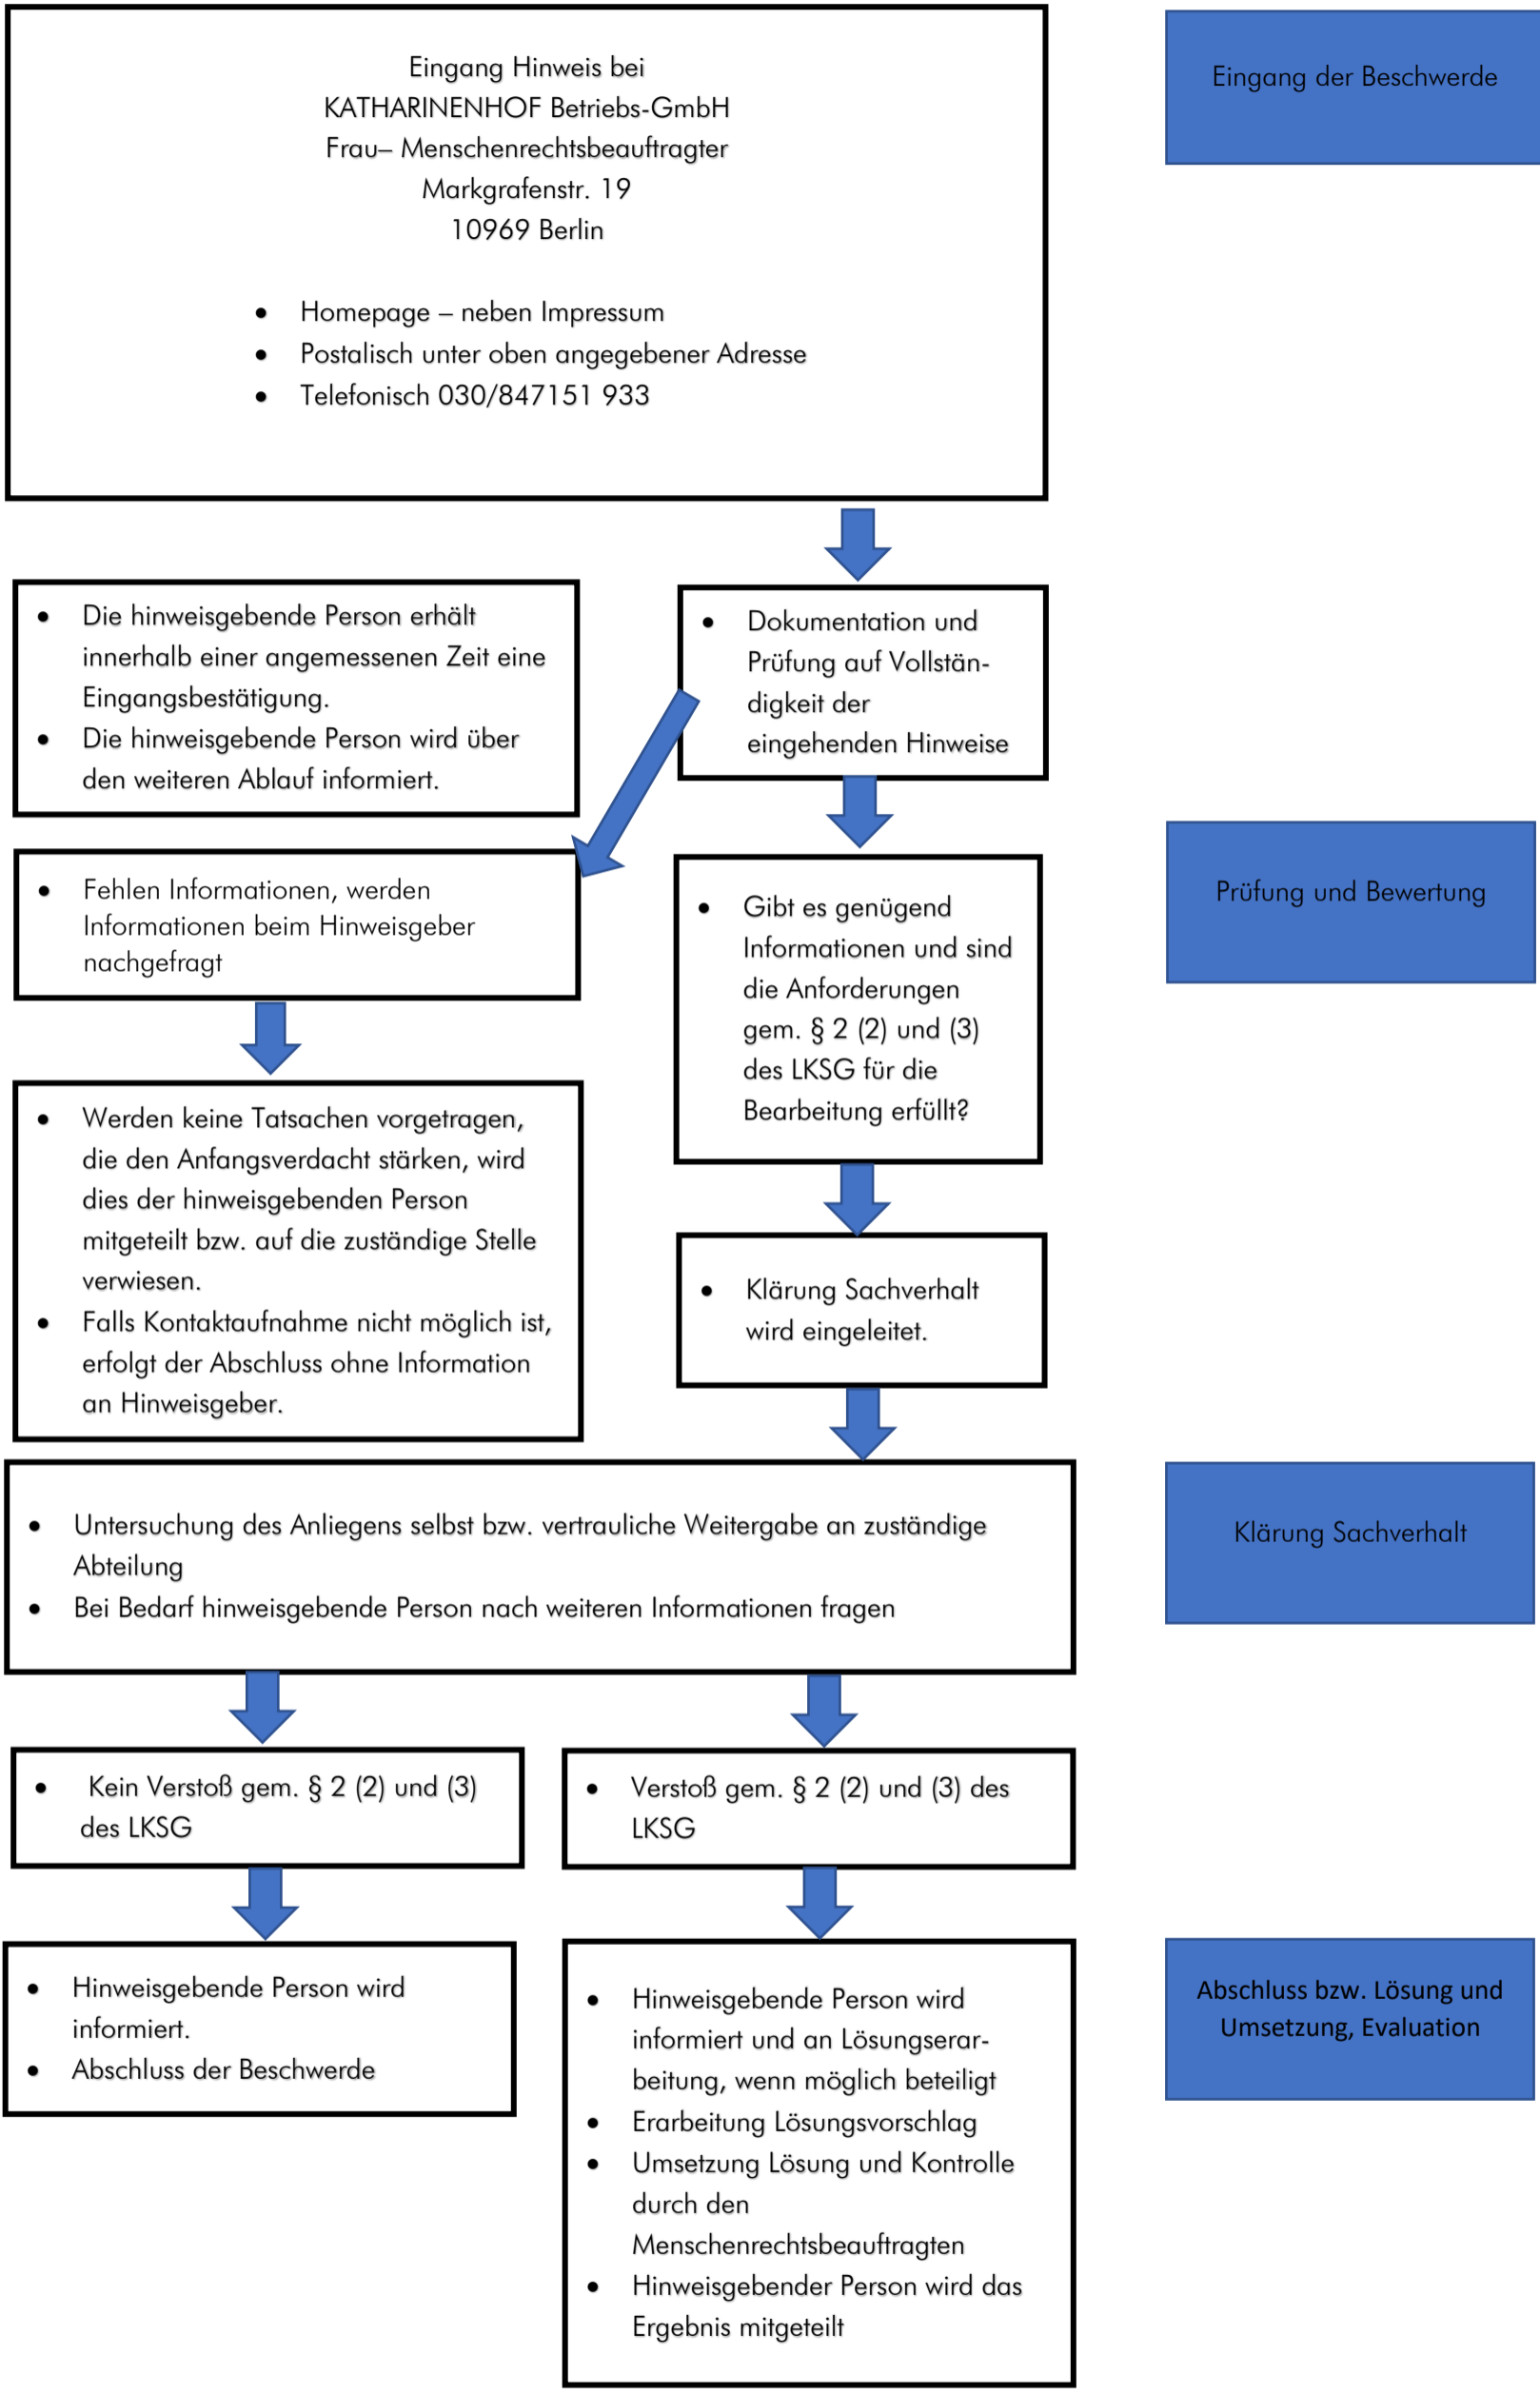 Eingang Hinweis bei
KATHARINENHOF Betriebs-GmbH
Frau– Menschenrechtsbeauftragter
Markgrafenstr. 19
10969 Berlin
• Homepage – neben Impressum
• Postalisch unter oben angegebener Adresse
• Telefonisch 030/847151 933
Eingang der Beschwerde
• Die hinweisgebende Person erhält
innerhalb einer angemessenen Zeit eine
Eingangsbestätigung.
• Die hinweisgebende Person wird über
den weiteren Ablauf informiert.
• Dokumentation und
Prüfung auf Vollstän-
digkeit der
eingehenden Hinweise
• Fehlen Informationen, werden
Informationen beim Hinweisgeber
nachgefragt
• Gibt es genügend
Informationen und sind
die Anforderungen
gem. § 2 (2) und (3)
des LKSG für die
Bearbeitung erfüllt?
Prüfung und Bewertung
• Werden keine Tatsachen vorgetragen,
die den Anfangsverdacht stärken, wird
dies der hinweisgebenden Person
mitgeteilt bzw. auf die zuständige Stelle
verwiesen.
• Falls Kontaktaufnahme nicht möglich ist,
erfolgt der Abschluss ohne Information
an Hinweisgeber.
• Klärung Sachverhalt
wird eingeleitet.
• Untersuchung des Anliegens selbst bzw. vertrauliche Weitergabe an zuständige
Abteilung
• Bei Bedarf hinweisgebende Person nach weiteren Informationen fragen
Klärung Sachverhalt
• Kein Verstoß gem. § 2 (2) und (3)
des LKSG
• Verstoß gem. § 2 (2) und (3) des
LKSG
• Hinweisgebende Person wird
informiert.
• Abschluss der Beschwerde
• Hinweisgebende Person wird
informiert und an Lösungserar-
beitung, wenn möglich beteiligt
• Erarbeitung Lösungsvorschlag
• Umsetzung Lösung und Kontrolle
durch den
Menschenrechtsbeauftragten
• Hinweisgebender Person wird das
Ergebnis mitgeteilt
Abschluss bzw. Lösung und
Umsetzung, Evaluation